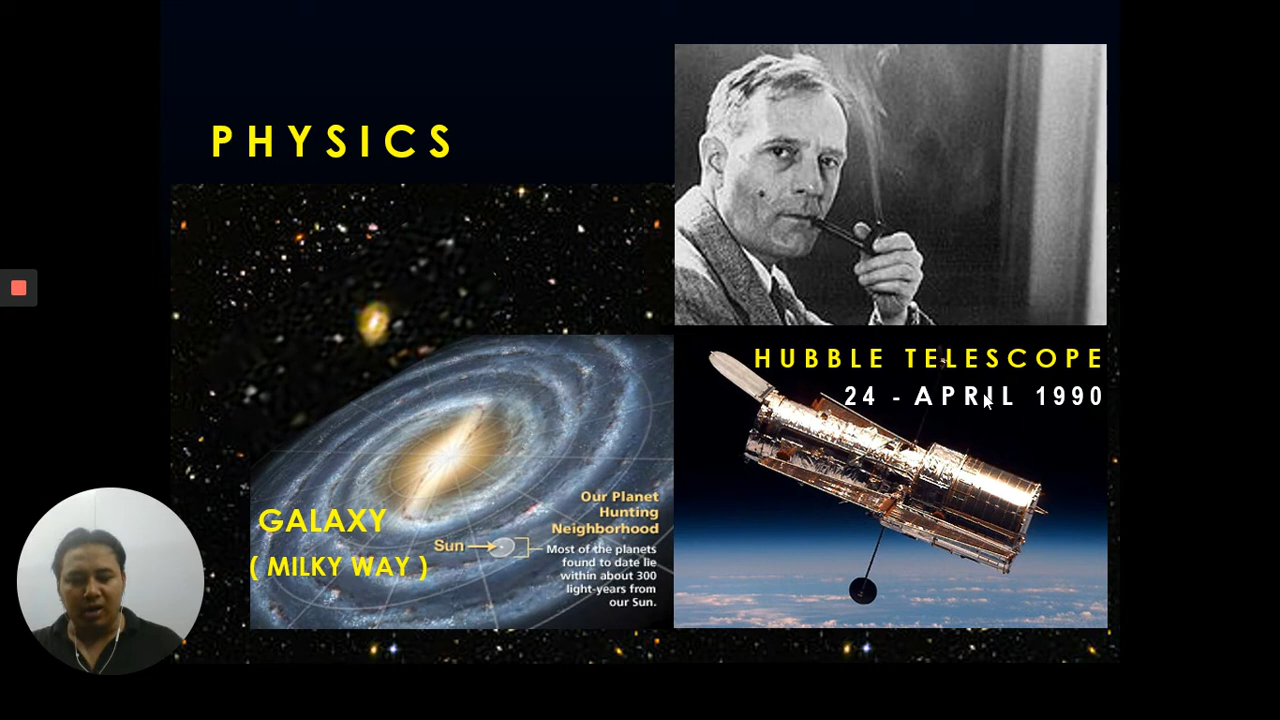 PHYSICS
HUBBLE TELESCOPE
24 - APRIL 1990
GALAXY
( MILKY WAY )
Sun
Our Planet
Hunting
Neighborhood
Most of the planets
found to date lie
within about 300
light-years from
our Sun.